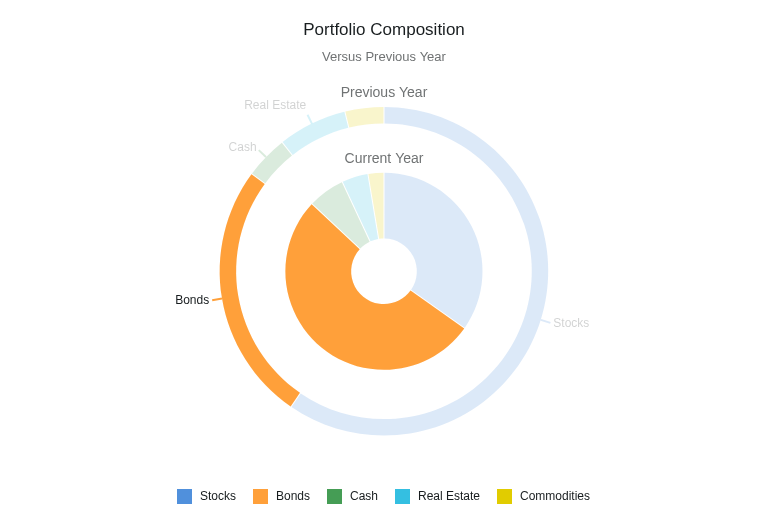 Portfolio Composition
Versus Previous Year
Previous Year
Real Estate
Cash
Current Year
Bonds
Stocks
Stocks Bonds Cash Real Estate Commodities